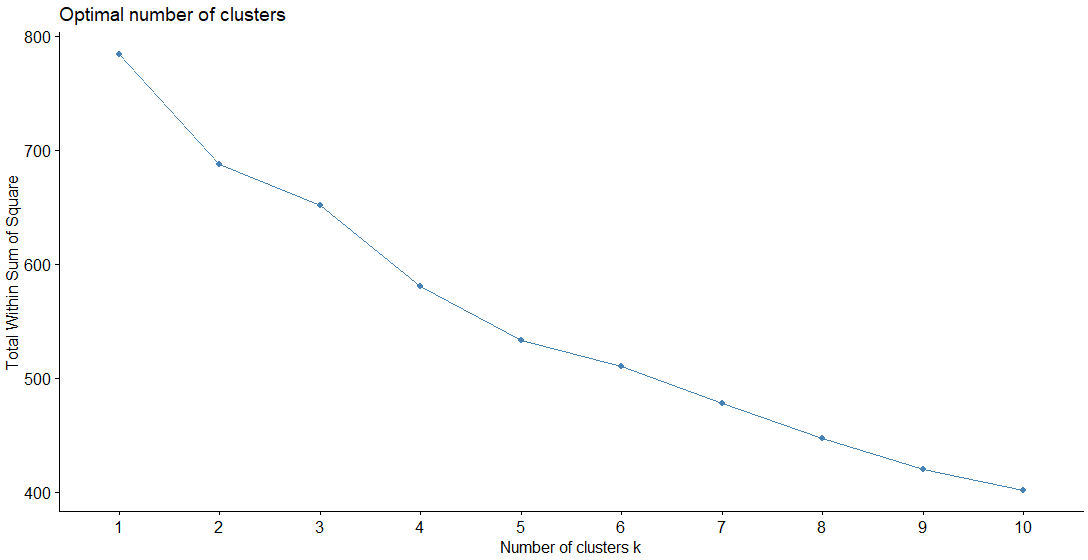 Optimal number of clusters
Total Within Sum of Square
800
700
600
500
400
1 2 3 4 5 6 7 8 9 10
Number of clusters k